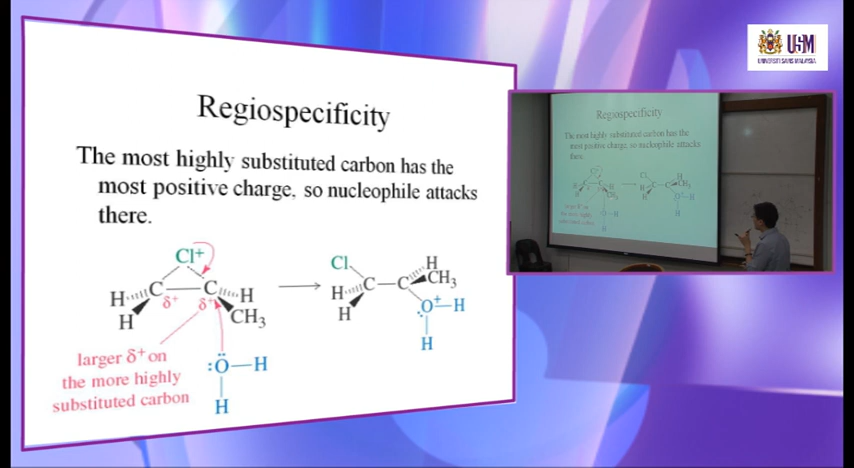 USM
UNIVERSITI SAINS MALAYSIA
Regiospecificity
The most highly substituted carbon has the
most positive charge, so nucleophile attacks
there.
Cl+
H C — C H
δ+ δ+
H CH3
larger δ+ on
the more highly
substituted carbon
:Ö—H
H
Cl
H C—C H
CH3
H
:O+—H
H
Regiospecificity
The most highly substituted carbon has the
most positive charge, so nucleophile attacks
there.